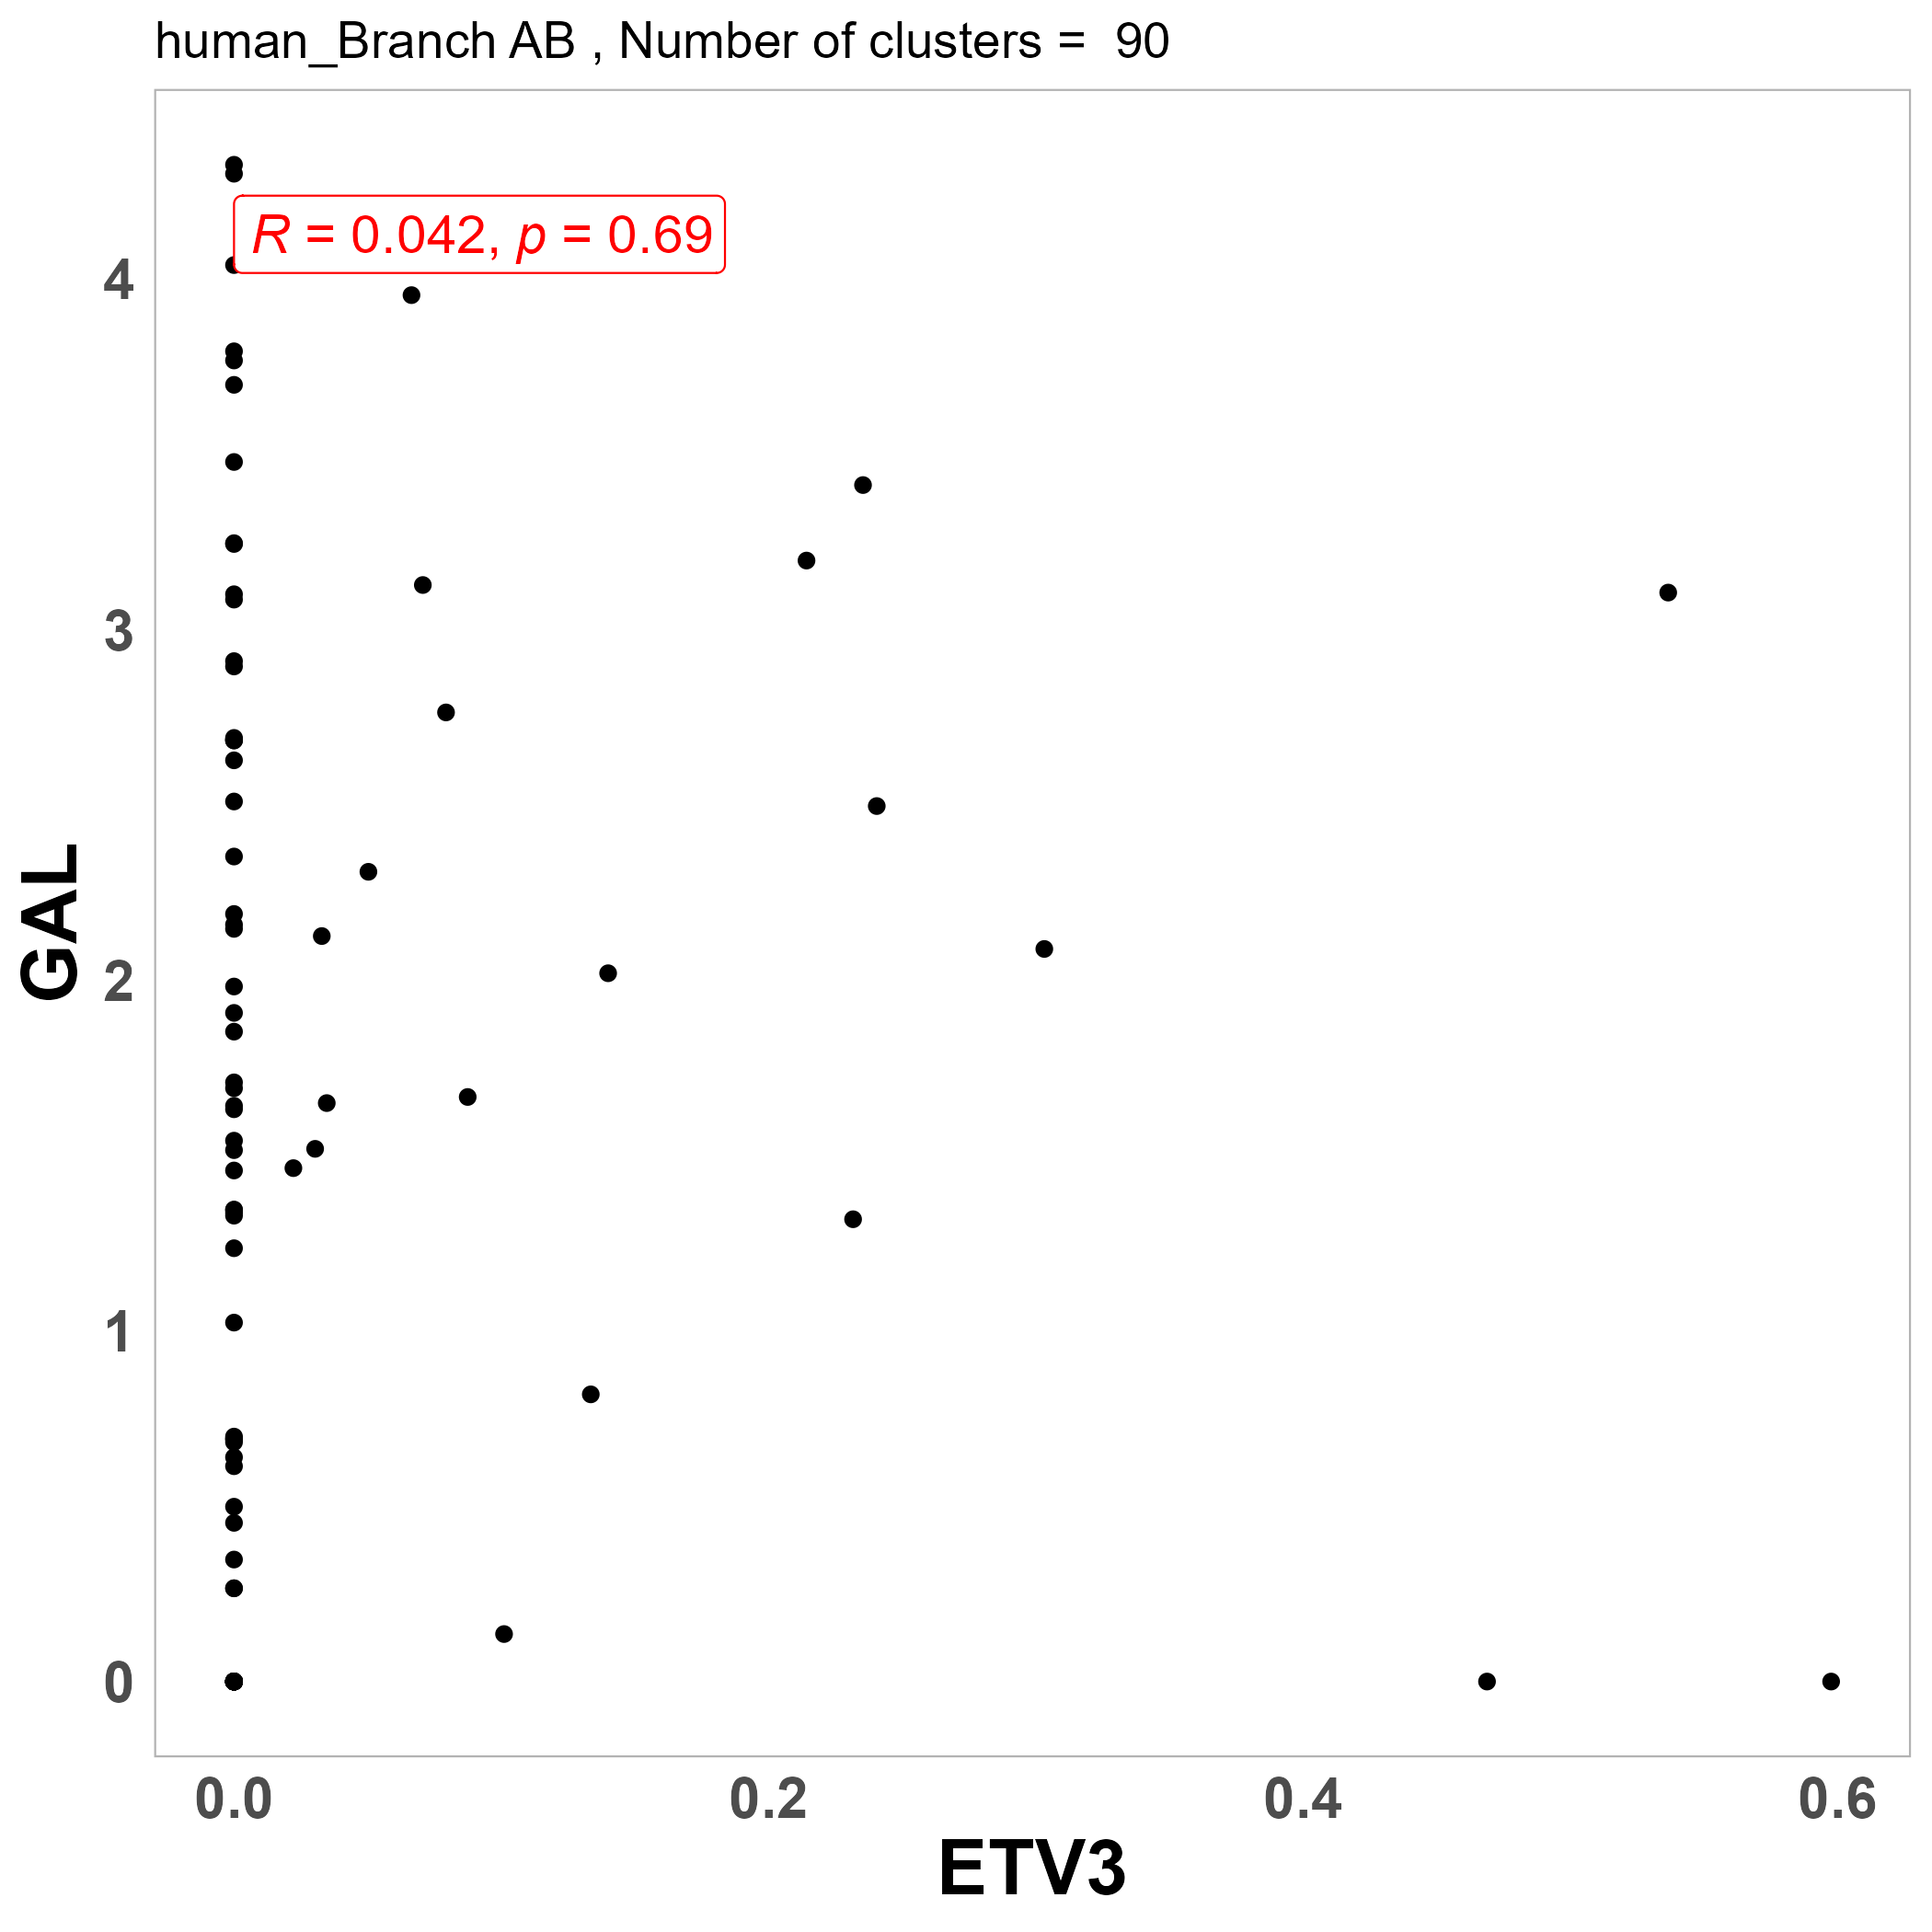 human_Branch AB , Number of clusters =  90
R = 0.042, p = 0.69
4
3
2
1
0
GAL
0.0 0.2 0.4 0.6
ETV3